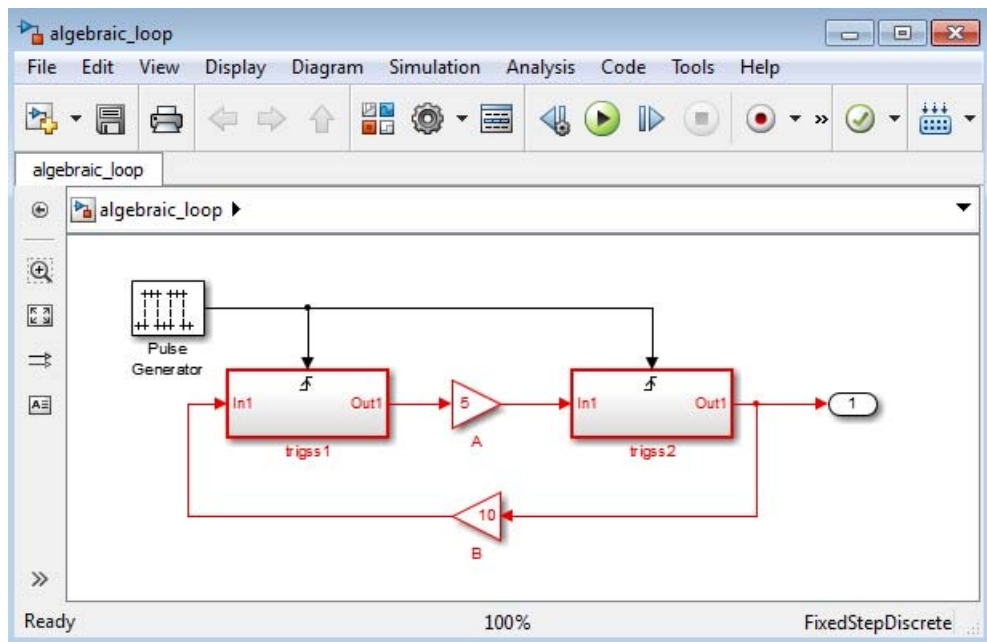 algebraic_loop
File Edit View Display Diagram Simulation Analysis Code Tools Help
algebraic_loop
algebraic_loop
Pulse
Generator
In1 Out1 5 In1 Out1 1
trigss1 A trigss2
10
B
Ready 100% FixedStepDiscrete